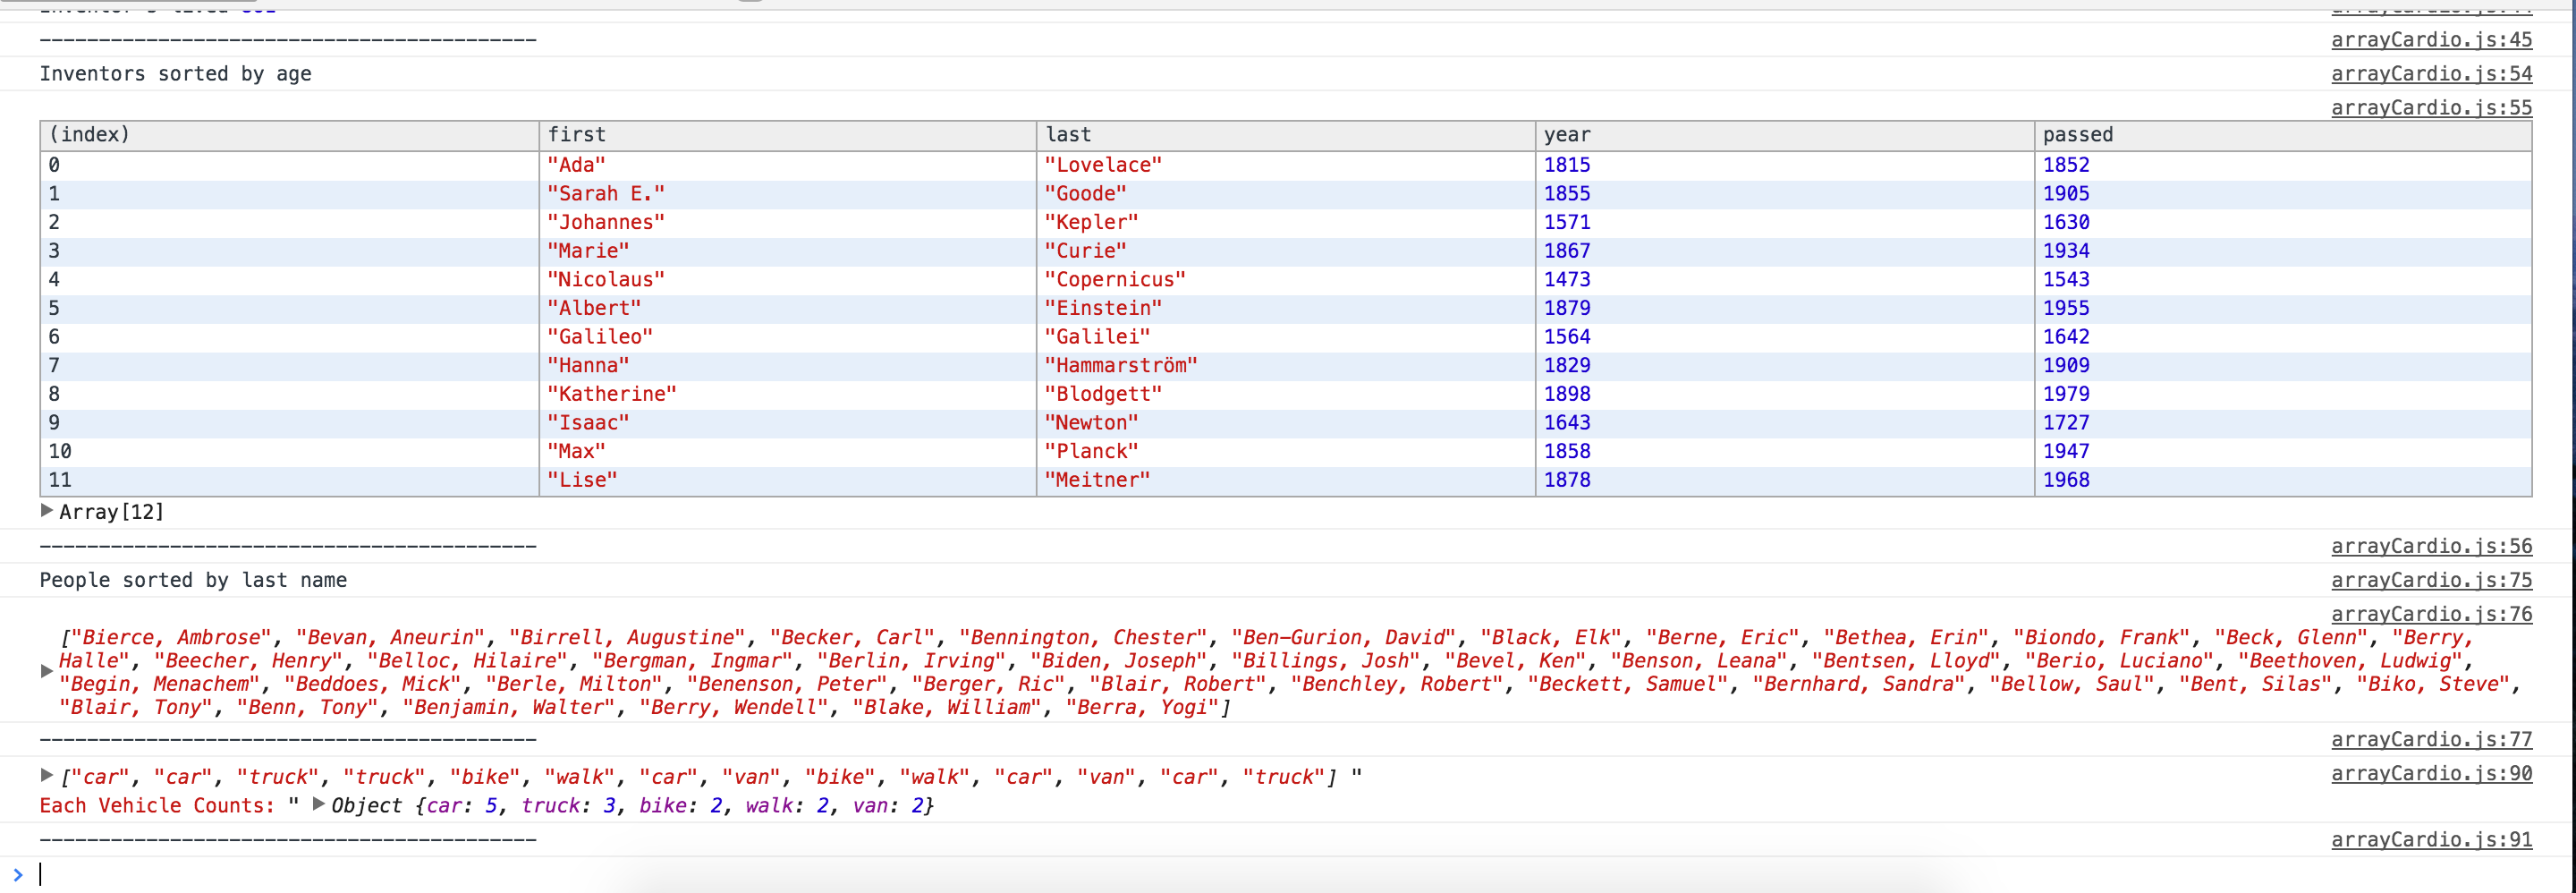 ----------------------------------------- arrayCardio.js:45
Inventors sorted by age arrayCardio.js:54
arrayCardio.js:55
(index) first last year passed
0 "Ada" "Lovelace" 1815 1852
1 "Sarah E." "Goode" 1855 1905
2 "Johannes" "Kepler" 1571 1630
3 "Marie" "Curie" 1867 1934
4 "Nicolaus" "Copernicus" 1473 1543
5 "Albert" "Einstein" 1879 1955
6 "Galileo" "Galilei" 1564 1642
7 "Hanna" "Hammarström" 1829 1909
8 "Katherine" "Blodgett" 1898 1979
9 "Isaac" "Newton" 1643 1727
10 "Max" "Planck" 1858 1947
11 "Lise" "Meitner" 1878 1968
Array[12]
----------------------------------------- arrayCardio.js:56
People sorted by last name arrayCardio.js:75
arrayCardio.js:76
["Bierce, Ambrose", "Bevan, Aneurin", "Birrell, Augustine", "Becker, Carl", "Bennington, Chester", "Ben-Gurion, David", "Black, Elk", "Berne, Eric", "Bethea, Erin", "Biondo, Frank", "Beck, Glenn", "Berry,
Halle", "Beecher, Henry", "Belloc, Hilaire", "Bergman, Ingmar", "Berlin, Irving", "Biden, Joseph", "Billings, Josh", "Bevel, Ken", "Benson, Leana", "Bentsen, Lloyd", "Berio, Luciano", "Beethoven, Ludwig",
"Begin, Menachem", "Beddoes, Mick", "Berle, Milton", "Benenson, Peter", "Berger, Ric", "Blair, Robert", "Benchley, Robert", "Beckett, Samuel", "Bernhard, Sandra", "Bellow, Saul", "Bent, Silas", "Biko, Steve",
"Blair, Tony", "Benn, Tony", "Benjamin, Walter", "Berry, Wendell", "Blake, William", "Berra, Yogi"]
----------------------------------------- arrayCardio.js:77
["car", "car", "truck", "truck", "bike", "walk", "car", "van", "bike", "walk", "car", "van", "car", "truck"] " arrayCardio.js:90
Each Vehicle Counts: " Object {car: 5, truck: 3, bike: 2, walk: 2, van: 2}
----------------------------------------- arrayCardio.js:91